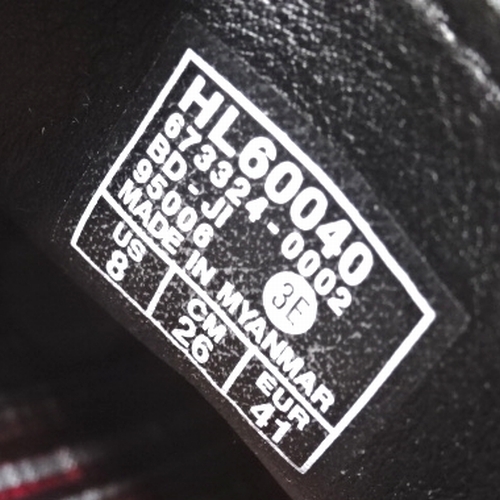 HL60040
673324-0002
BD-JI
95006
3E
MADE IN MYANMAR
US CM EUR
8 26 41